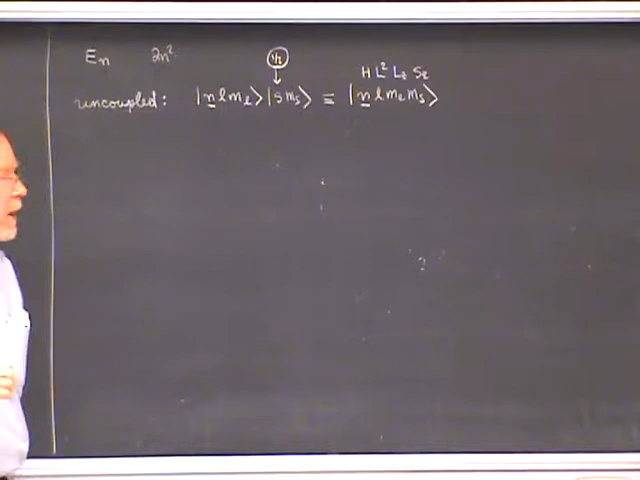 Eₙ 2n²
1/2
H L² L_z S_z
uncoupled: |n l m_l⟩|s m_s⟩ ≡ |n l m_l m_s⟩